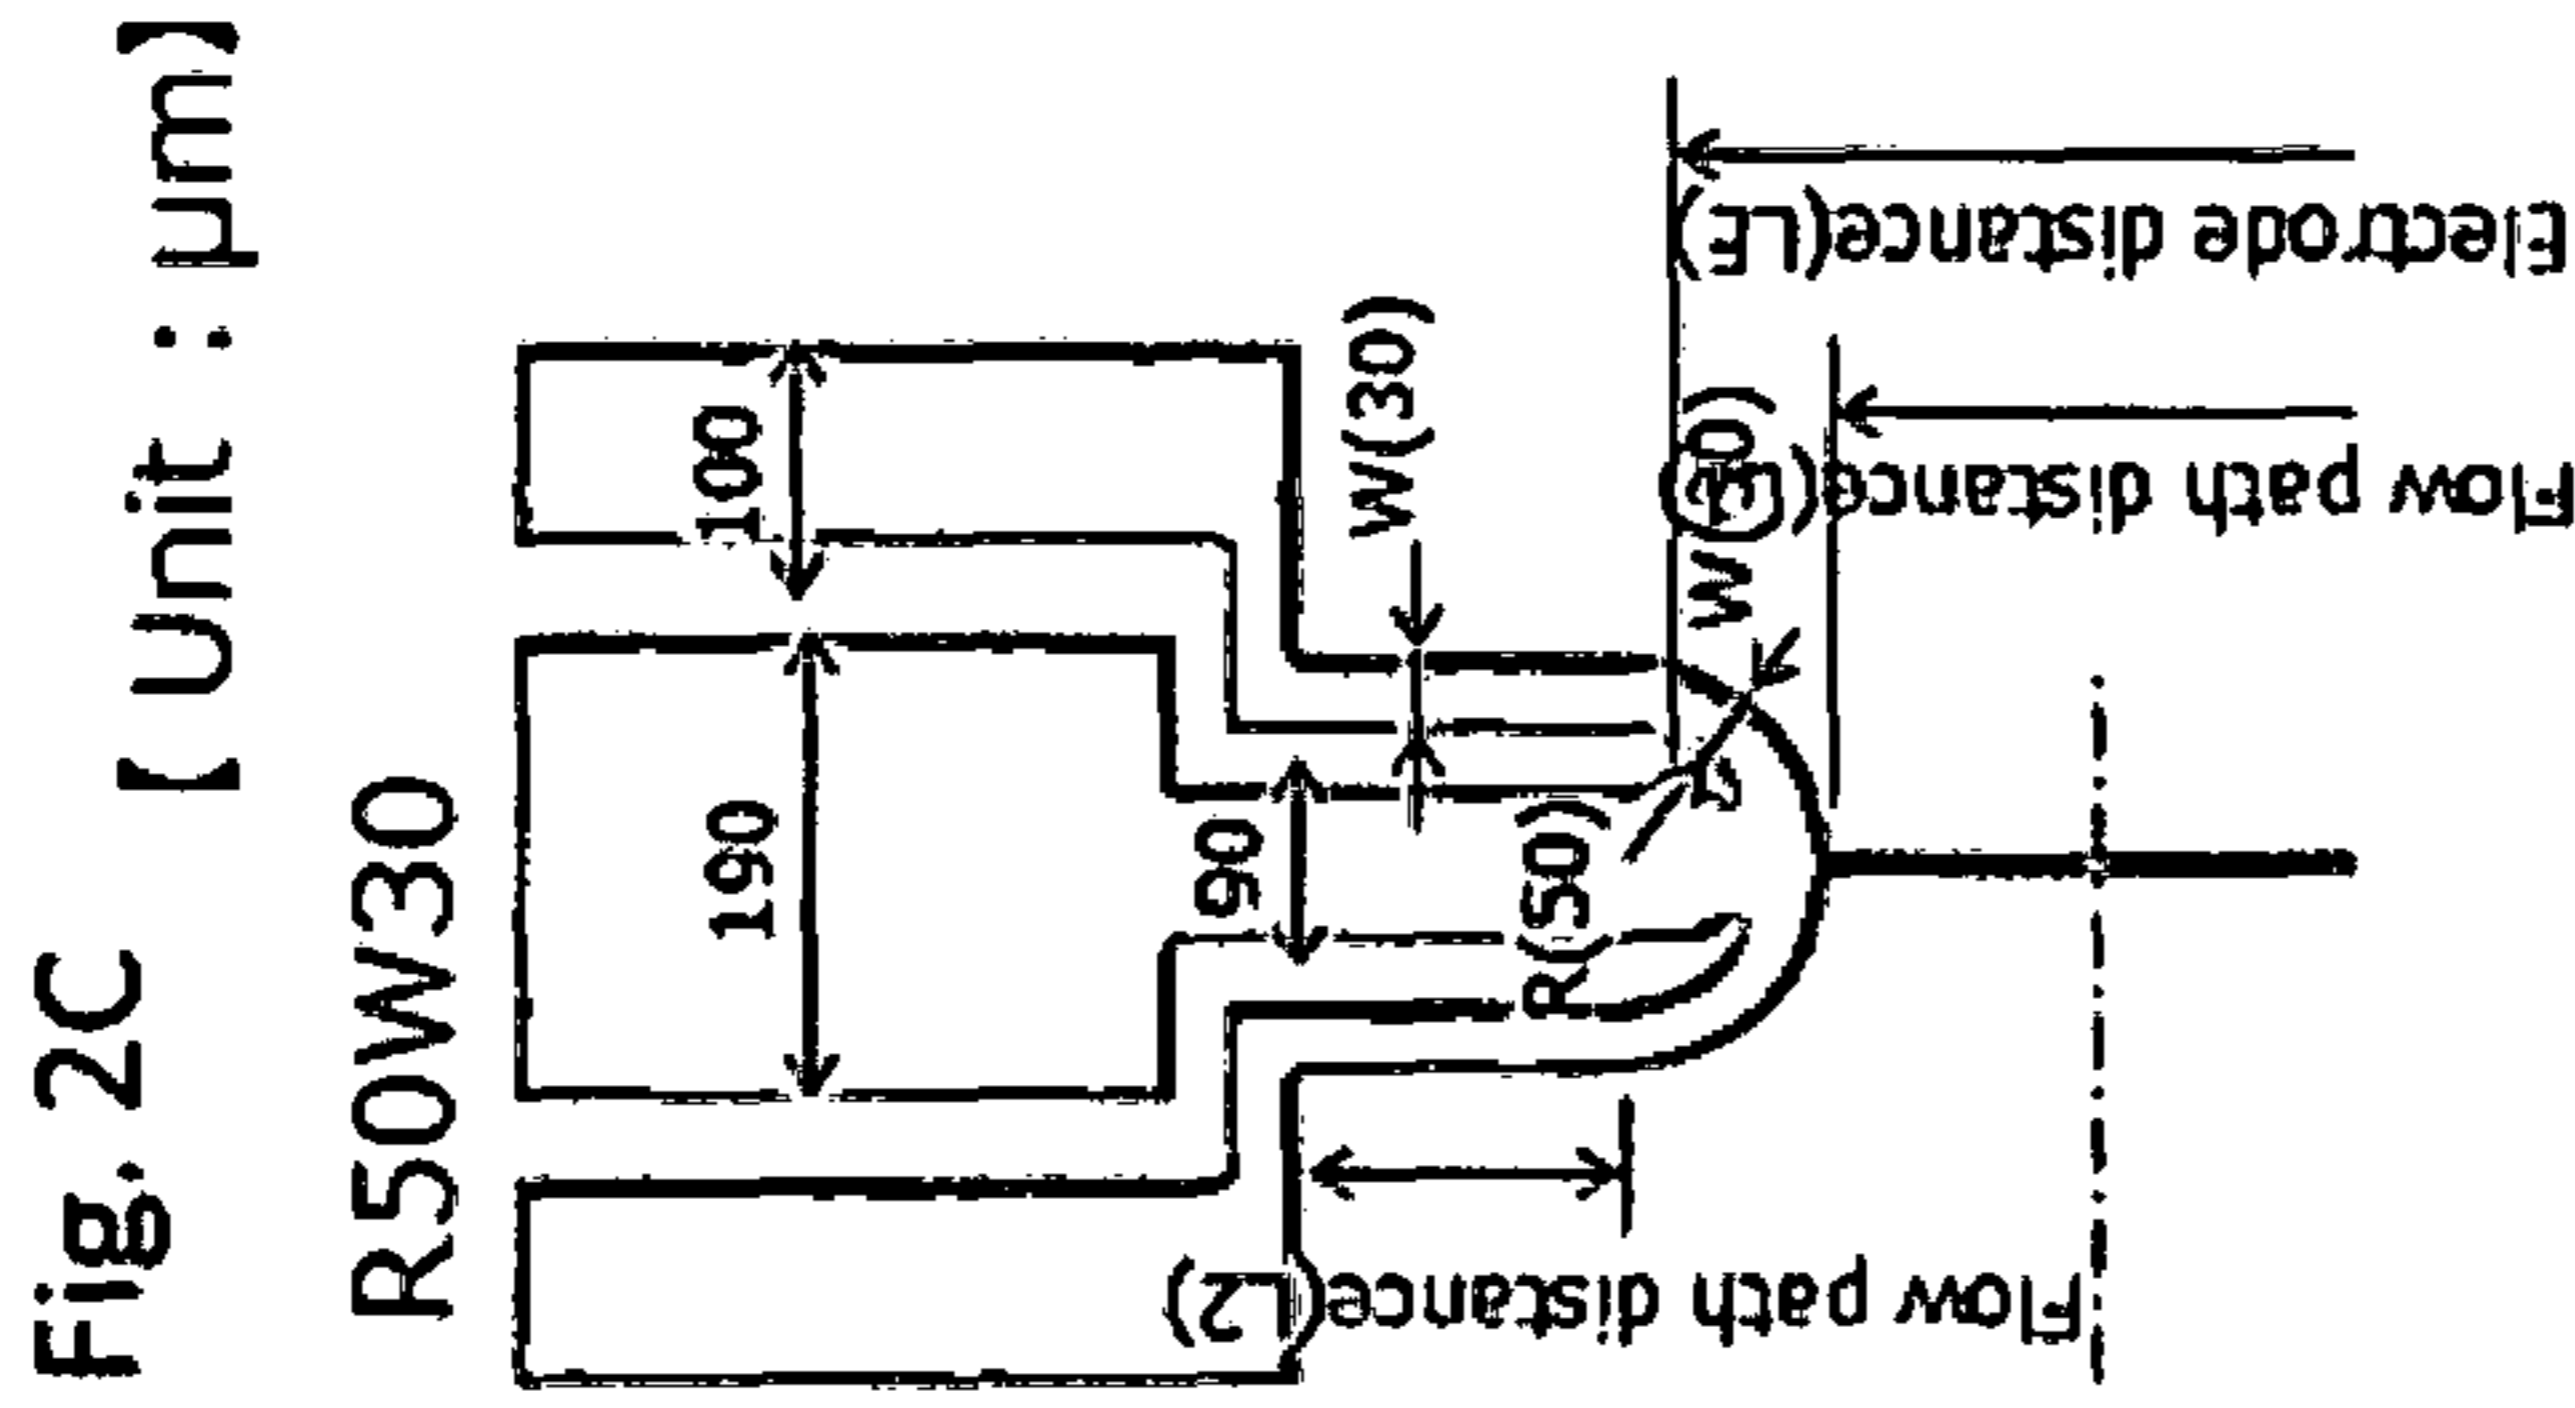 Fig. 2C 【Unit : μm】
R50W30
100
190
90
W(30)
W(30)
R(50)
Electrode distance(LE)
Flow path distance(L)
Flow path distance(L2)